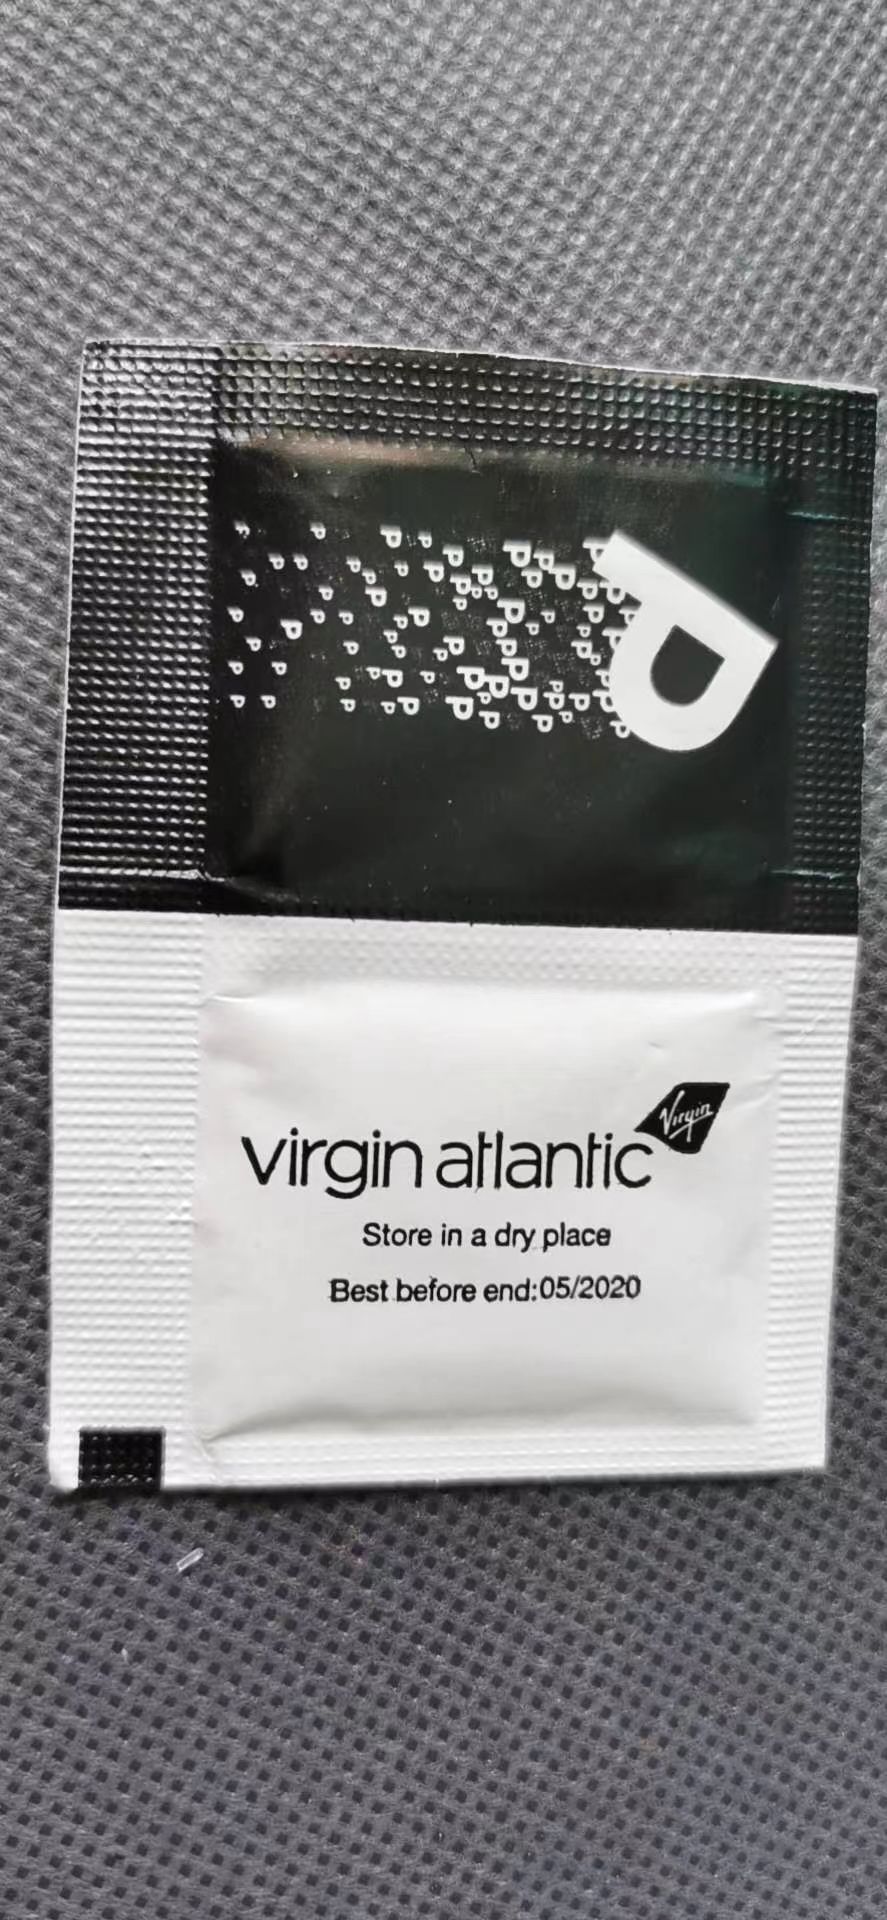 P
virgin atlantic
Virgin
Store in a dry place
Best before end:05/2020